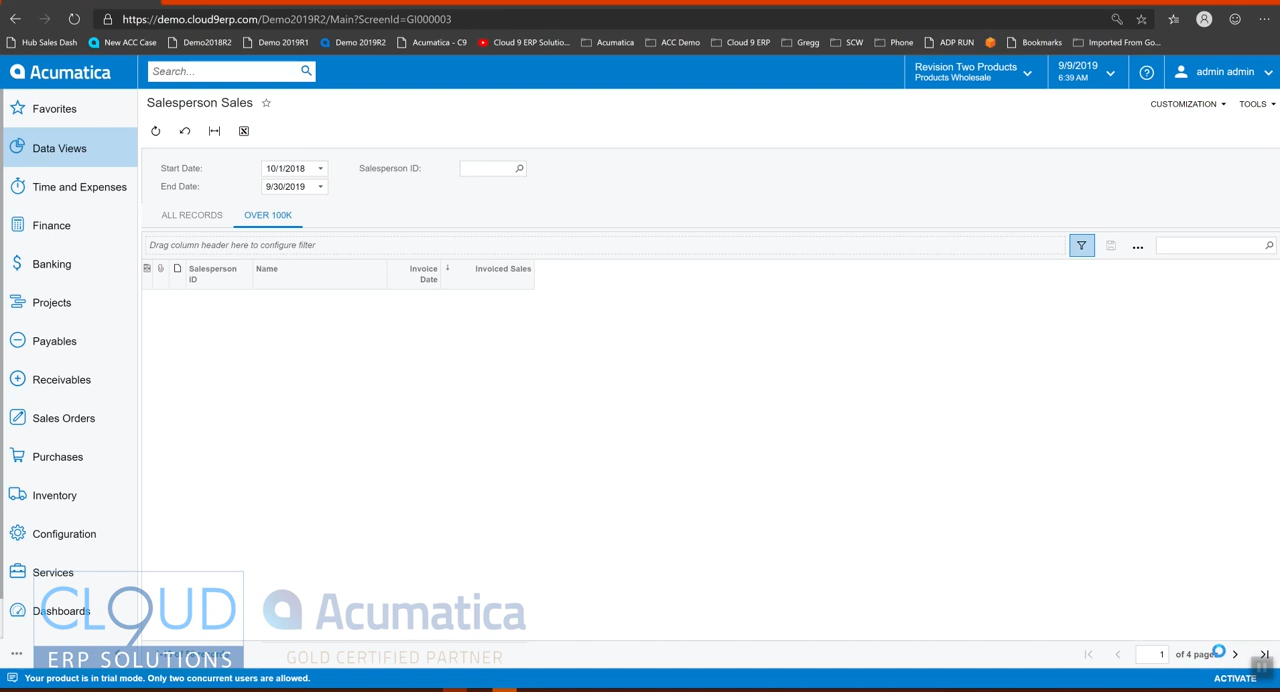 https://demo.cloud9erp.com/Demo2019R2/Main?ScreenId=GI000003
Hub Sales Dash
New ACC Case
Demo2018R2
Demo 2019R1
Demo 2019R2
Acumatica - C9
Cloud 9 ERP Solutio...
Acumatica
ACC Demo
Cloud 9 ERP
Gregg
SCW
Phone
ADP RUN
Bookmarks
Imported From Go...
Acumatica
Search...
Revision Two Products
Products Wholesale
9/9/2019
6:39 AM
admin admin
Favorites
Data Views
Time and Expenses
Finance
Banking
Projects
Payables
Receivables
Sales Orders
Purchases
Inventory
Configuration
Services
Dashboards
Salesperson Sales
CUSTOMIZATION
TOOLS
Start Date:
10/1/2018
Salesperson ID:
End Date:
9/30/2019
ALL RECORDS
OVER 100K
Drag column header here to configure filter
Salesperson ID
Name
Invoice Date
Invoiced Sales
CL9UD
ERP SOLUTIONS
Acumatica
GOLD CERTIFIED PARTNER
1
of 4 pages
Your product is in trial mode. Only two concurrent users are allowed.
ACTIVATE